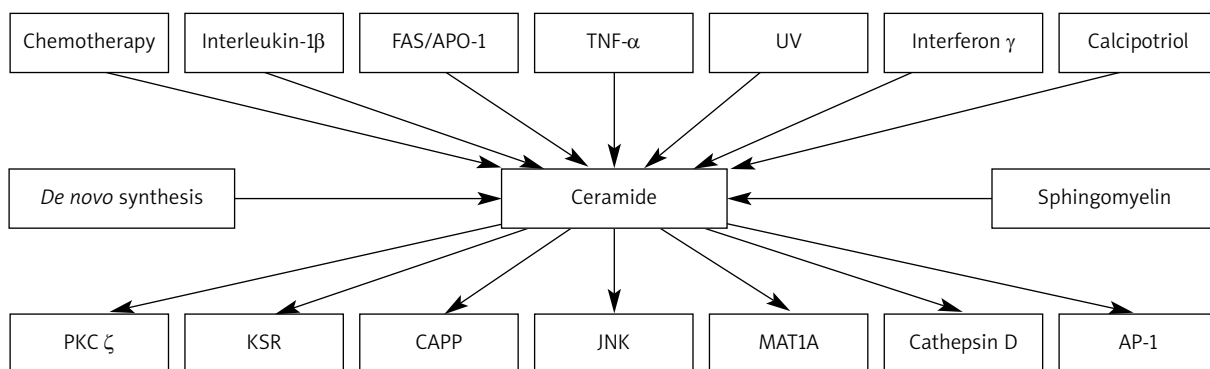 Chemotherapy
Interleukin-1β
FAS/APO-1
TNF-α
UV
Interferon γ
Calcipotriol
De novo synthesis
Ceramide
Sphingomyelin
PKC ζ
KSR
CAPP
JNK
MAT1A
Cathepsin D
AP-1